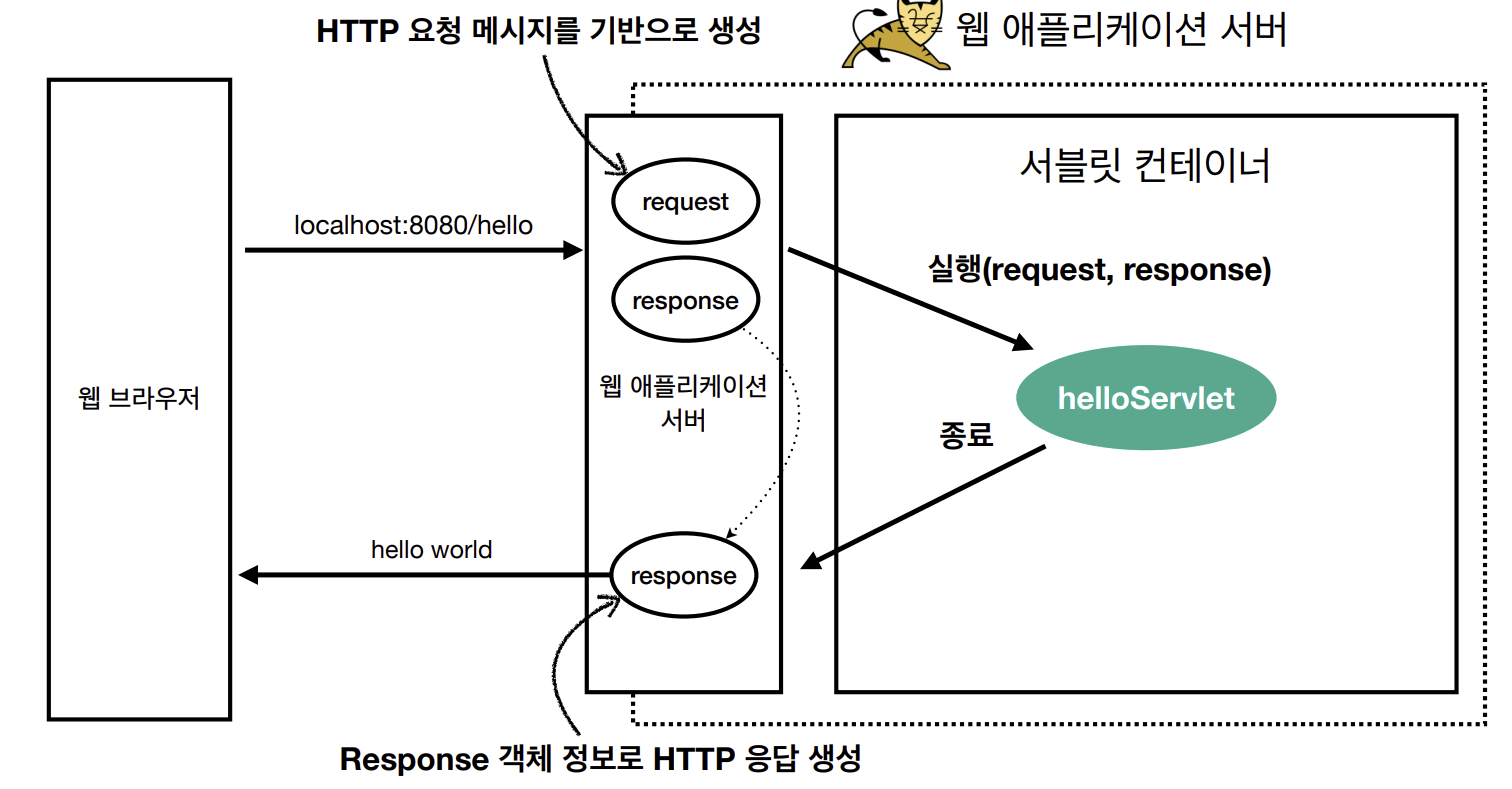 HTTP 요청 메시지를 기반으로 생성
웹 애플리케이션 서버
서블릿 컨테이너
request
localhost:8080/hello
실행(request, response)
response
웹 브라우저
웹 애플리케이션
서버
helloServlet
종료
hello world
response
Response 객체 정보로 HTTP 응답 생성